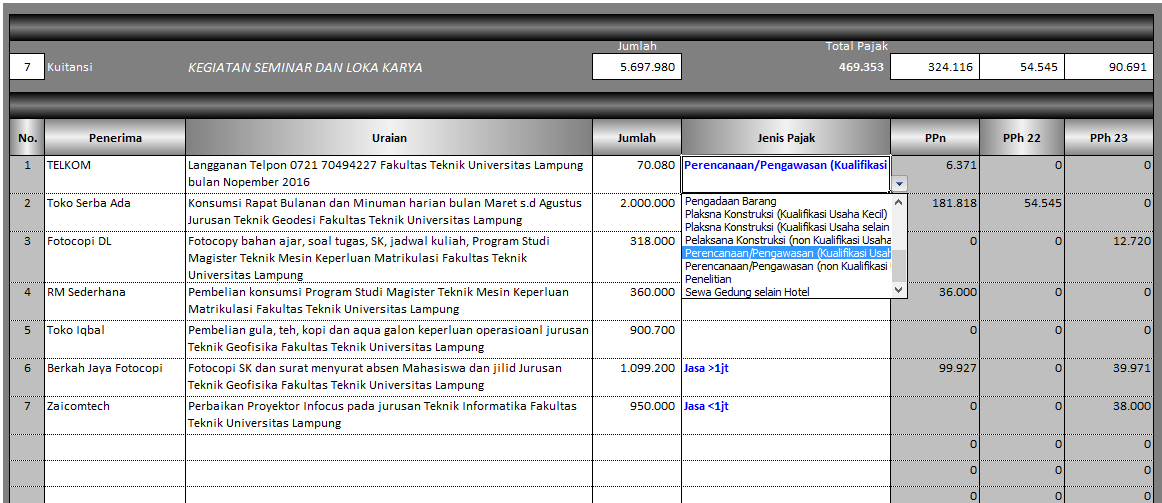 Jumlah Total Pajak
7 Kuitansi KEGIATAN SEMINAR DAN LOKA KARYA 5.697.980 469.353 324.116 54.545 90.691
No. Penerima Uraian Jumlah Jenis Pajak PPn PPh 22 PPh 23
1 TELKOM Langganan Telpon 0721 70494227 Fakultas Teknik Universitas Lampung 70.080 Perencanaan/Pengawasan (Kualifikasi 6.371 0 0
bulan Nopember 2016
2 Toko Serba Ada Konsumsi Rapat Bulanan dan Minuman harian bulan Maret s.d Agustus 2.000.000 Pengadaan Barang 181.818 54.545 0
Jurusan Teknik Geodesi Fakultas Teknik Universitas Lampung Plaksna Konstruksi (Kualifikasi Usaha Kecil)
Plaksna Konstruksi (Kualifikasi Usaha selain
3 Fotocopi DL Fotocopy bahan ajar, soal tugas, SK, jadwal kuliah, Program Studi 318.000 Pelaksana Konstruksi (non Kualifikasi Usaha 0 0 12.720
Magister Teknik Mesin Keperluan Matrikulasi Fakultas Teknik Perencanaan/Pengawasan (Kualifikasi Usah
Universitas Lampung Perencanaan/Pengawasan (non Kualifikasi
Penelitian
4 RM Sederhana Pembelian konsumsi Program Studi Magister Teknik Mesin Keperluan 360.000 Sewa Gedung selain Hotel 36.000 0 0
Matrikulasi Fakultas Teknik Universitas Lampung
5 Toko Iqbal Pembelian gula, teh, kopi dan aqua galon keperluan operasioanl jurusan 900.700 0 0 0
Teknik Geofisika Fakultas Teknik Universitas Lampung
6 Berkah Jaya Fotocopi Fotocopi SK dan surat menyurat absen Mahasiswa dan jilid Jurusan 1.099.200 Jasa >1jt 99.927 0 39.971
Teknik Geofisika Fakultas Teknik Universitas Lampung
7 Zaicomtech Perbaikan Proyektor Infocus pada jurusan Teknik Informatika Fakultas 950.000 Jasa <1jt 0 0 38.000
Teknik Universitas Lampung
0 0 0
0 0 0
0 0 0